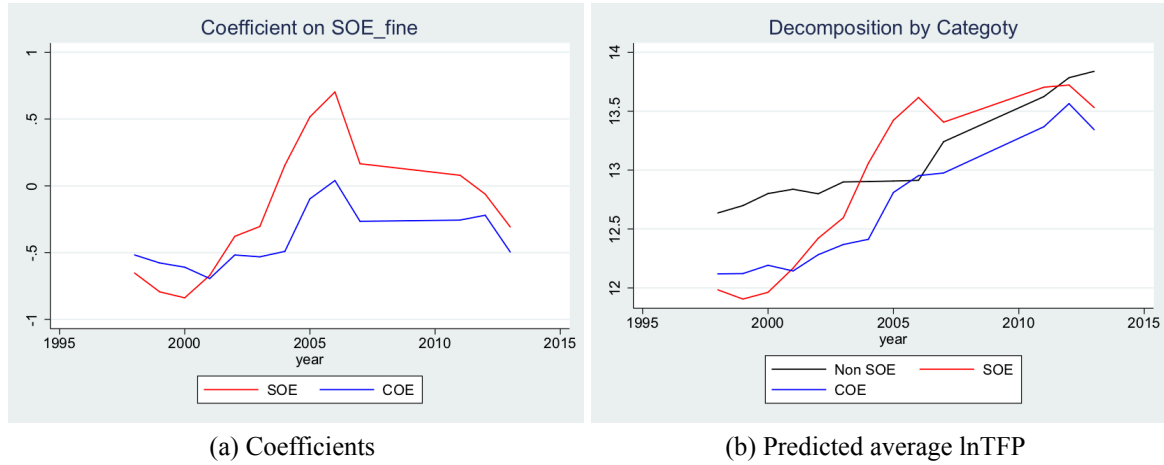 Coefficient on SOE_fine
1
.5
0
-.5
-1
1995 2000 2005 2010 2015
year
SOE COE
(a) Coefficients
Decomposition by Categoty
14
13.5
13
12.5
12
1995 2000 2005 2010 2015
year
Non SOE SOE
COE
(b) Predicted average lnTFP